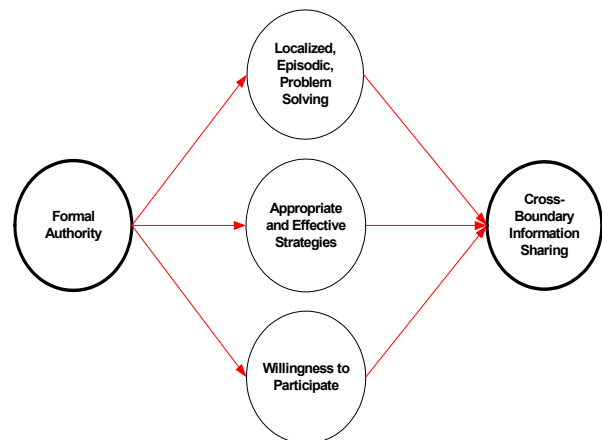 Localized,
Episodic,
Problem
Solving
Formal
Authority
Appropriate
and Effective
Strategies
Cross-
Boundary
Information
Sharing
Willingness to
Participate